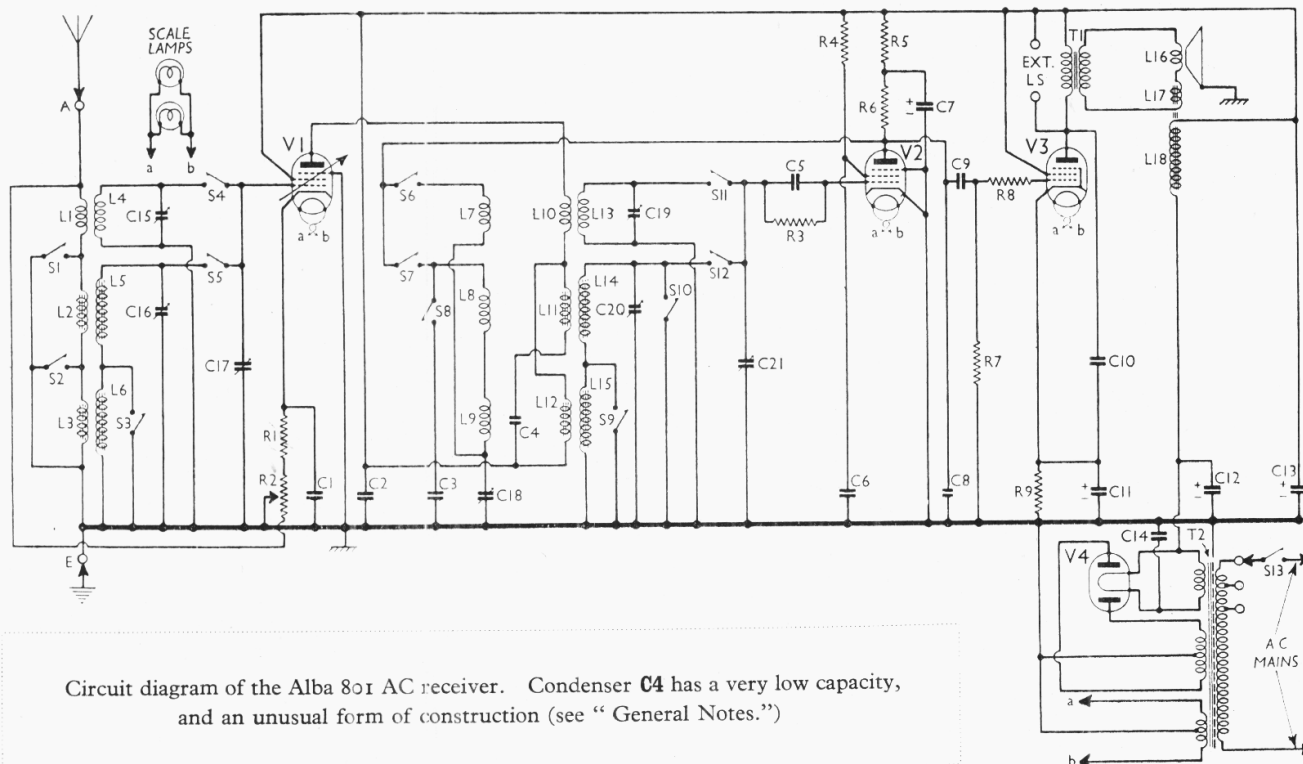 SCALE
LAMPS
A
a b
V1
L1
L4
C15
S4
S1
L5
S5
L2
C16
C17
S2
L6
L3
S3
R1
R2
C1
E
a b
S6
S7
S8
L7
L8
L9
L10
L11
L12
L13
L14
L15
C19
C20
S10
S9
S11
S12
C21
C2
C3
C4
C18
C5
R3
R4
R5
R6
C7
V2
a b
C6
C8
C9
R8
R7
EXT.
LS
T1
V3
a b
L16
L17
L18
C10
R9
C11
C12
C13
+ −
C14
T2
V4
S13
AC
MAINS
a
b
Circuit diagram of the Alba 801 AC receiver. Condenser C4 has a very low capacity,
and an unusual form of construction (see “ General Notes.”)